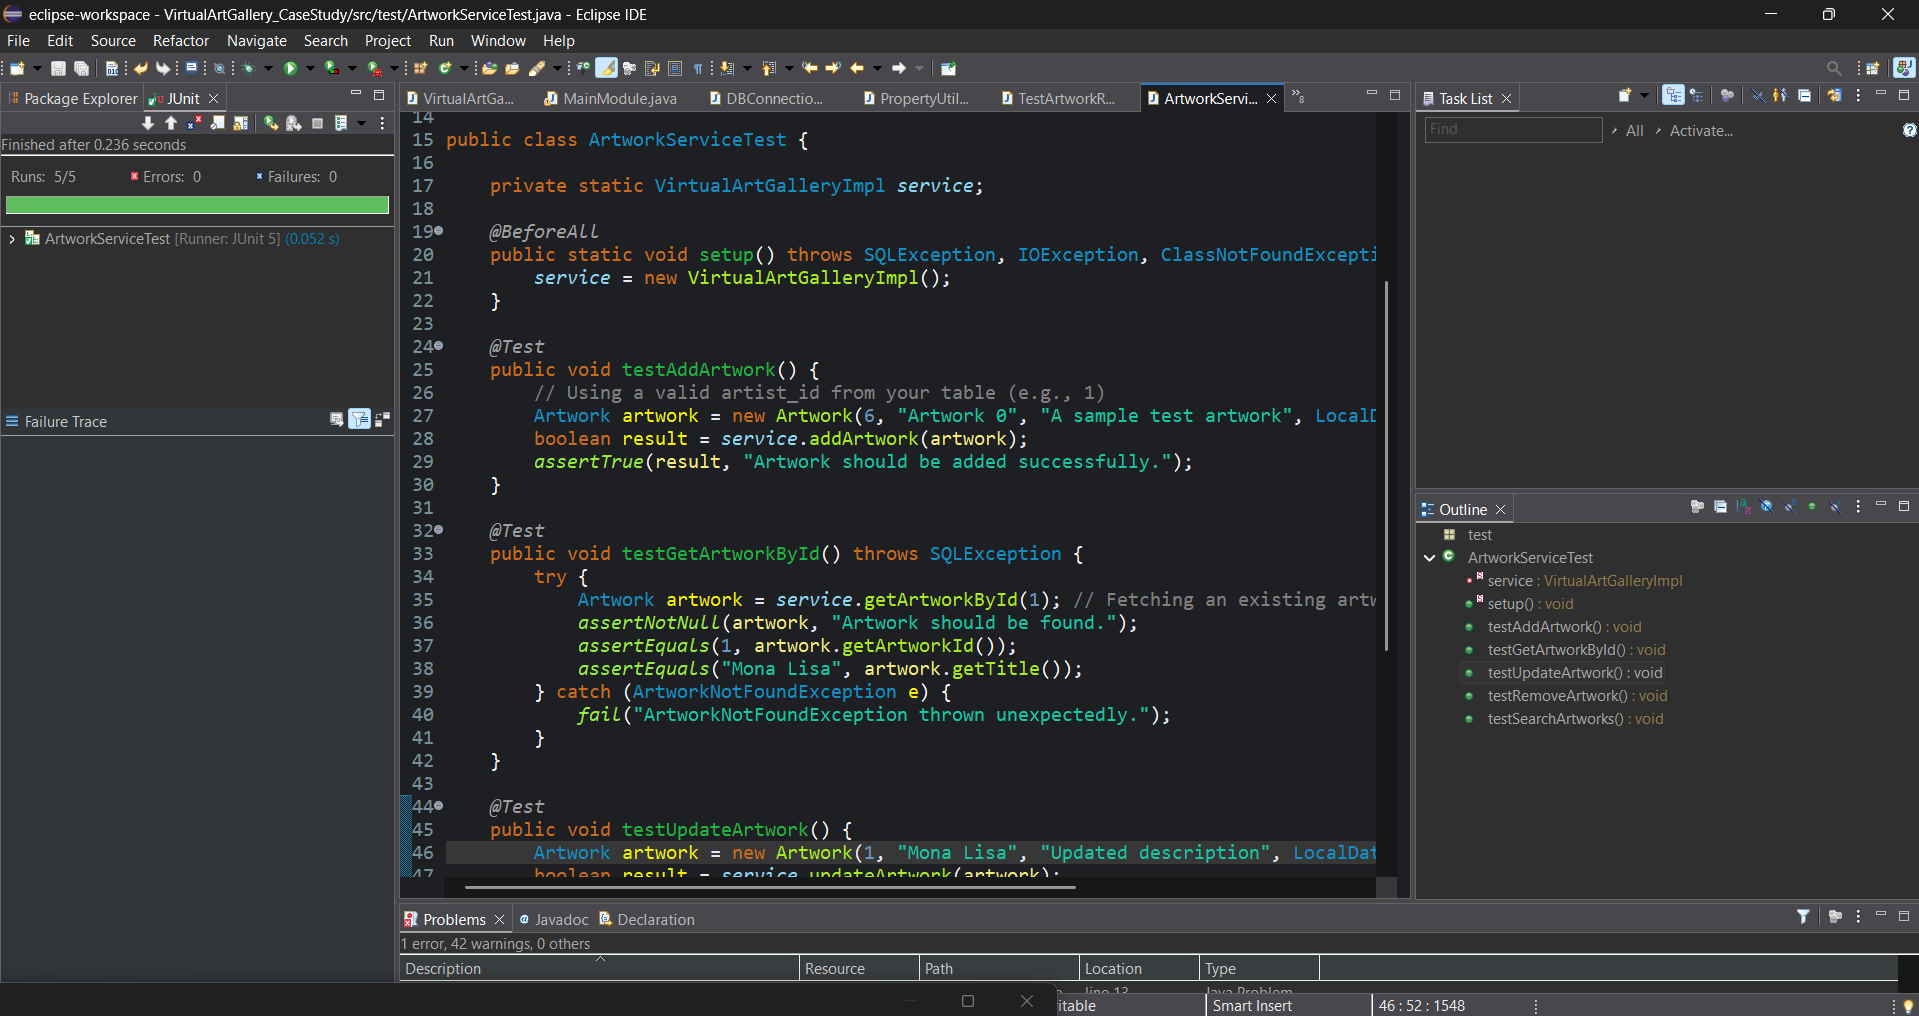 eclipse-workspace - VirtualArtGallery_CaseStudy/src/test/ArtworkServiceTest.java - Eclipse IDE
File Edit Source Refactor Navigate Search Project Run Window Help
Package Explorer JUnit
Finished after 0.236 seconds
Runs: 5/5 Errors: 0 Failures: 0
ArtworkServiceTest [Runner: JUnit 5] (0.052 s)
Failure Trace
VirtualArtGa... MainModule.java DBConnectio... PropertyUtil... TestArtworkR... ArtworkServi... »8
14
15 public class ArtworkServiceTest {
16
17 private static VirtualArtGalleryImpl service;
18
19 @BeforeAll
20 public static void setup() throws SQLException, IOException, ClassNotFoundExcepti
21 service = new VirtualArtGalleryImpl();
22 }
23
24 @Test
25 public void testAddArtwork() {
26 // Using a valid artist_id from your table (e.g., 1)
27 Artwork artwork = new Artwork(6, "Artwork 0", "A sample test artwork", LocalD
28 boolean result = service.addArtwork(artwork);
29 assertTrue(result, "Artwork should be added successfully.");
30 }
31
32 @Test
33 public void testGetArtworkById() throws SQLException {
34 try {
35 Artwork artwork = service.getArtworkById(1); // Fetching an existing artw
36 assertNotNull(artwork, "Artwork should be found.");
37 assertEquals(1, artwork.getArtworkId());
38 assertEquals("Mona Lisa", artwork.getTitle());
39 } catch (ArtworkNotFoundException e) {
40 fail("ArtworkNotFoundException thrown unexpectedly.");
41 }
42 }
43
44 @Test
45 public void testUpdateArtwork() {
46 Artwork artwork = new Artwork(1, "Mona Lisa", "Updated description", LocalDat
47 boolean result = service.updateArtwork(artwork);
Task List
Find All Activate...
Outline
test
ArtworkServiceTest
service : VirtualArtGalleryImpl
setup() : void
testAddArtwork() : void
testGetArtworkById() : void
testUpdateArtwork() : void
testRemoveArtwork() : void
testSearchArtworks() : void
Problems Javadoc Declaration
1 error, 42 warnings, 0 others
Description Resource Path Location Type
line 13 Java Problem
itable Smart Insert 46 : 52 : 1548